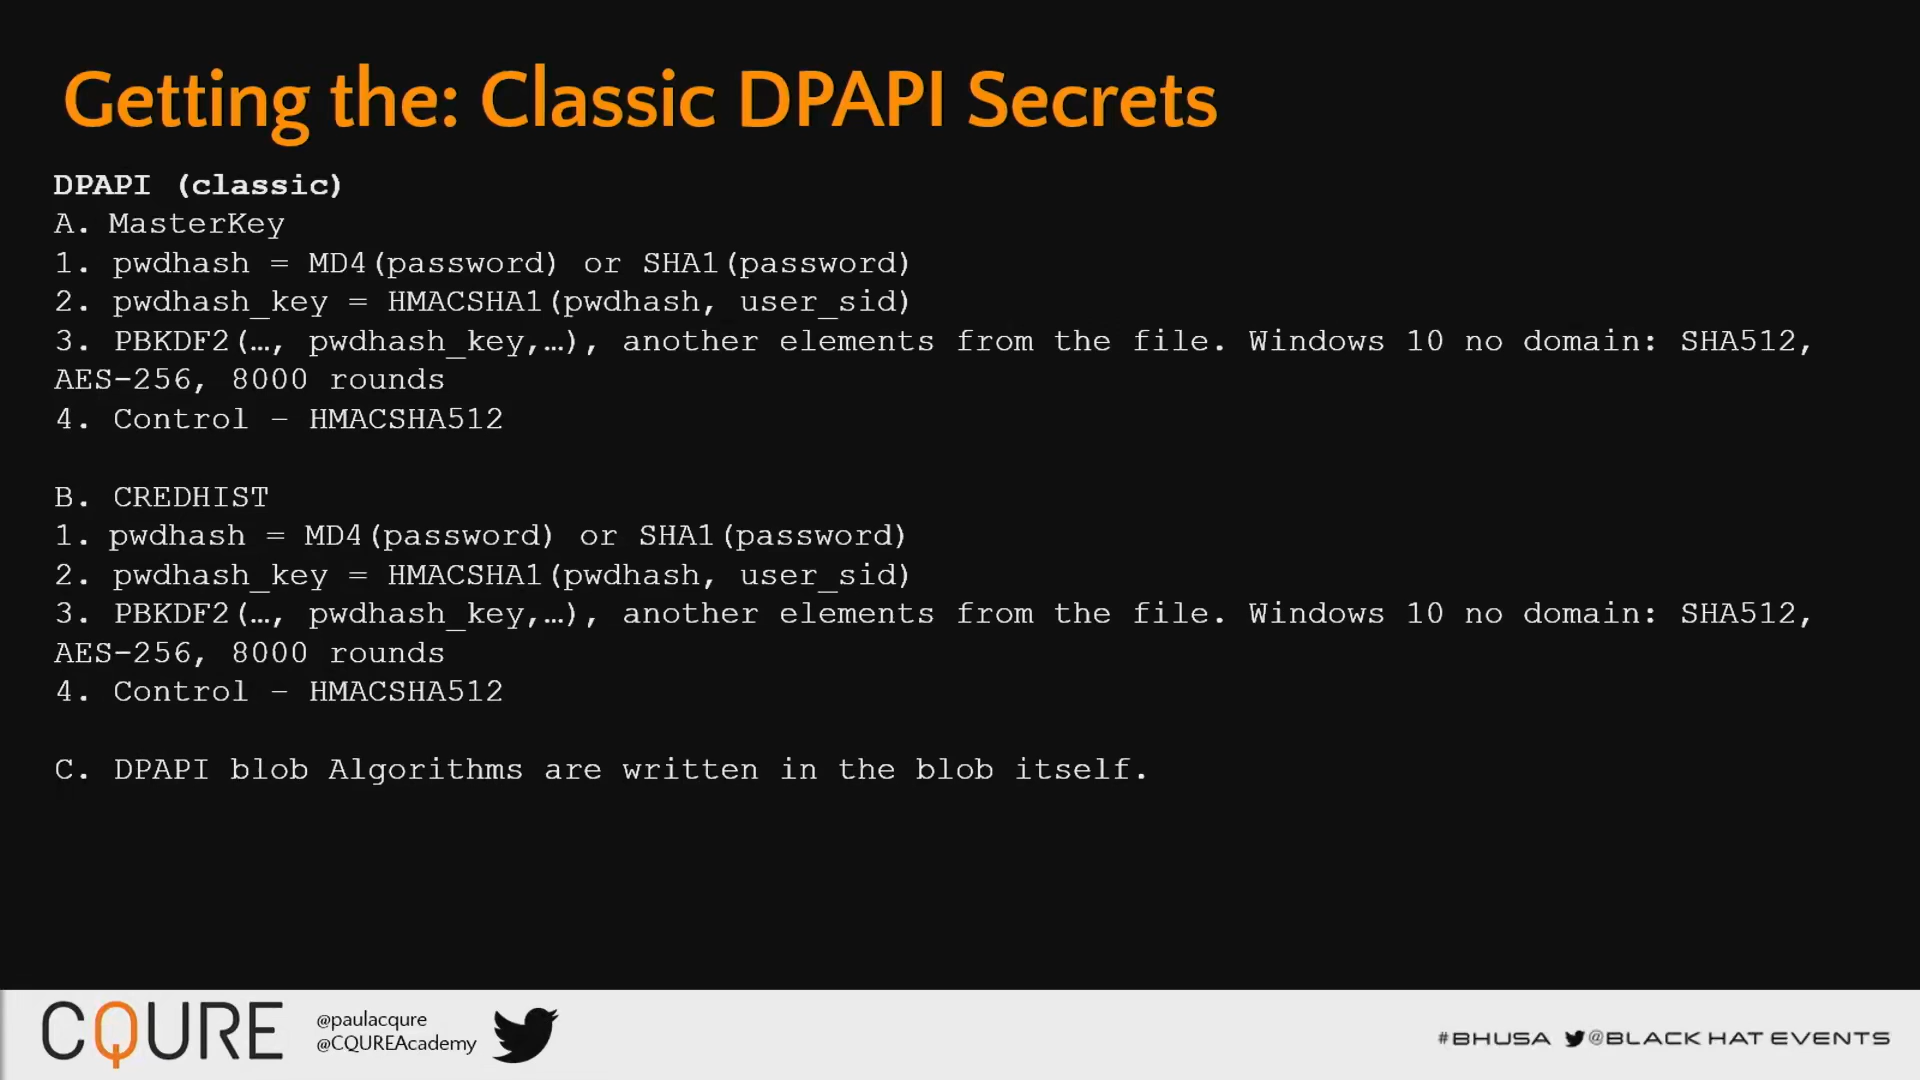 Getting the: Classic DPAPI Secrets
DPAPI (classic)
A. MasterKey
1. pwdhash = MD4(password) or SHA1(password)
2. pwdhash_key = HMACSHA1(pwdhash, user_sid)
3. PBKDF2(…, pwdhash_key,…), another elements from the file. Windows 10 no domain: SHA512,
AES-256, 8000 rounds
4. Control – HMACSHA512
B. CREDHIST
1. pwdhash = MD4(password) or SHA1(password)
2. pwdhash_key = HMACSHA1(pwdhash, user_sid)
3. PBKDF2(…, pwdhash_key,…), another elements from the file. Windows 10 no domain: SHA512,
AES-256, 8000 rounds
4. Control – HMACSHA512
C. DPAPI blob Algorithms are written in the blob itself.
CQURE
@paulacqure
@CQUREAcademy
#BHUSA @BLACK HAT EVENTS